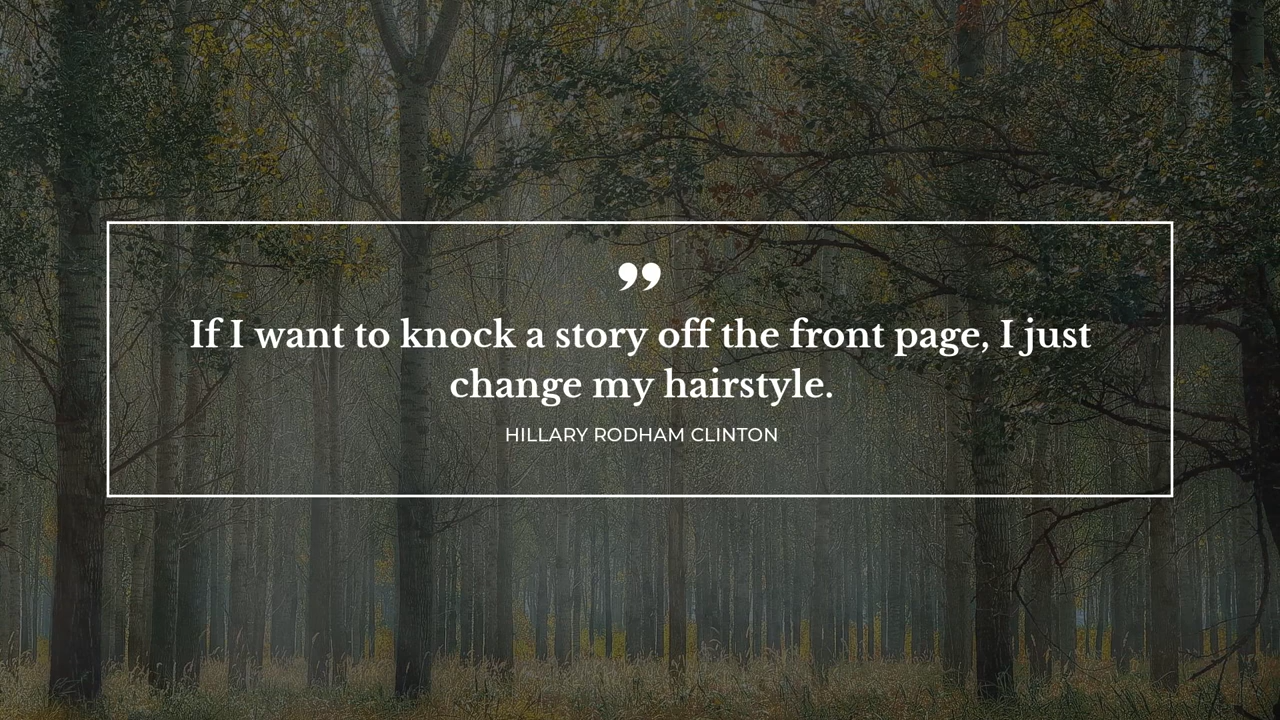 ”
If I want to knock a story off the front page, I just
change my hairstyle.
HILLARY RODHAM CLINTON